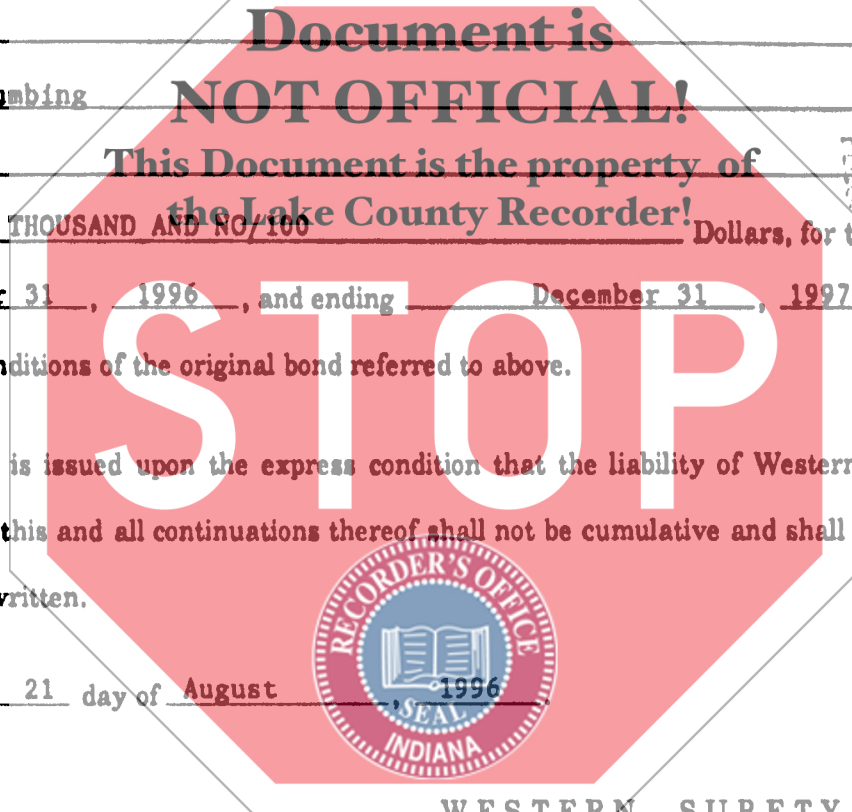 Document is
mbing
NOT OFFICIAL!
This Document is the property of
the Lake County Recorder!
THOUSAND AND NO/100 Dollars, for t
31, 1996, and ending December 31, 1997
nditions of the original bond referred to above.
STOP
is issued upon the express condition that the liability of Western
this and all continuations thereof shall not be cumulative and shall
written.
21 day of August, 1996.
RECORDER'S OFFICE
SEAL
INDIANA
WESTERN SURETY